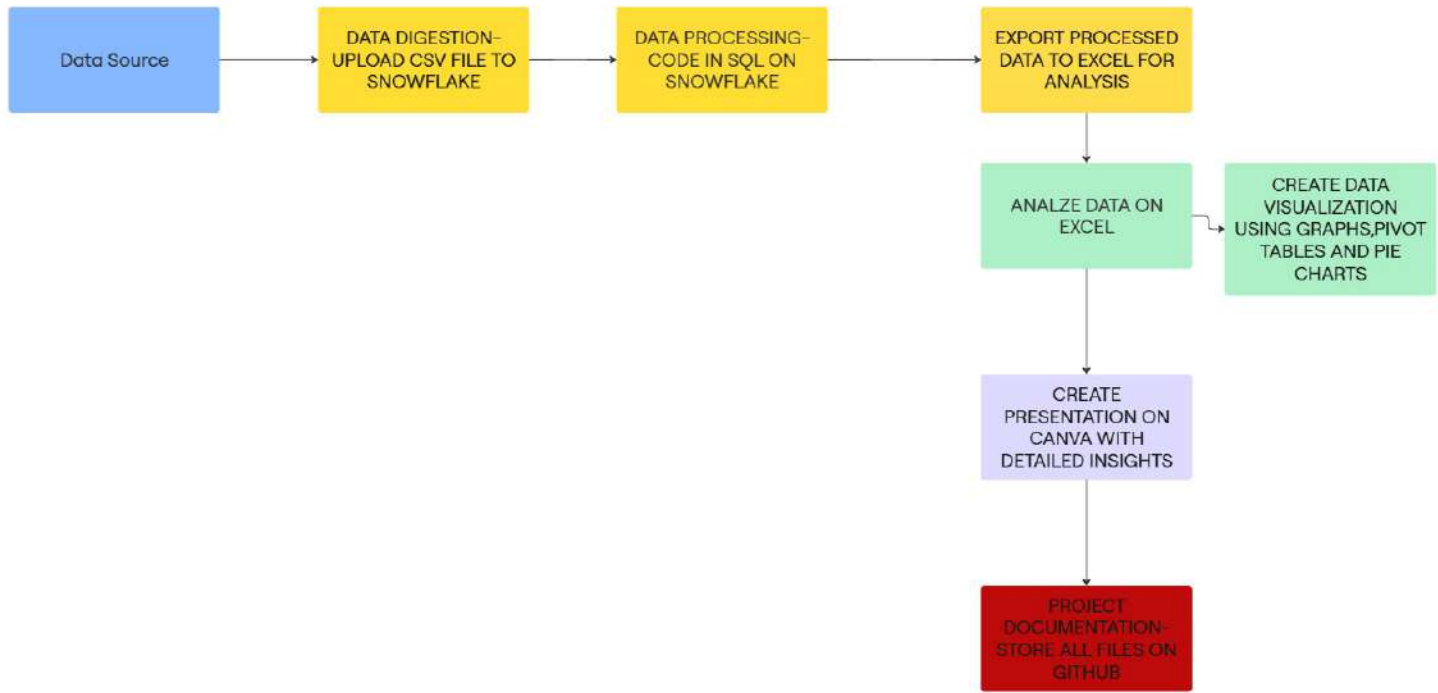 Data Source
DATA DIGESTION-
UPLOAD CSV FILE TO
SNOWFLAKE
DATA PROCESSING-
CODE IN SQL ON
SNOWFLAKE
EXPORT PROCESSED
DATA TO EXCEL FOR
ANALYSIS
ANALZE DATA ON
EXCEL
CREATE DATA
VISUALIZATION
USING GRAPHS,PIVOT
TABLES AND PIE
CHARTS
CREATE
PRESENTATION ON
CANVA WITH
DETAILED INSIGHTS
PROJECT
DOCUMENTATION-
STORE ALL FILES ON
GITHUB